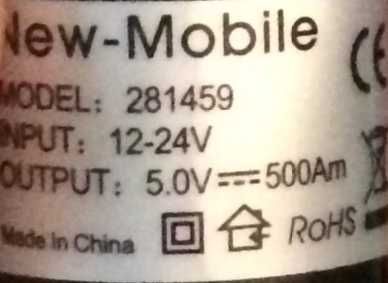 New-Mobile
MODEL: 281459
INPUT: 12-24V
OUTPUT: 5.0V⎓500Am
Made In China RoHS